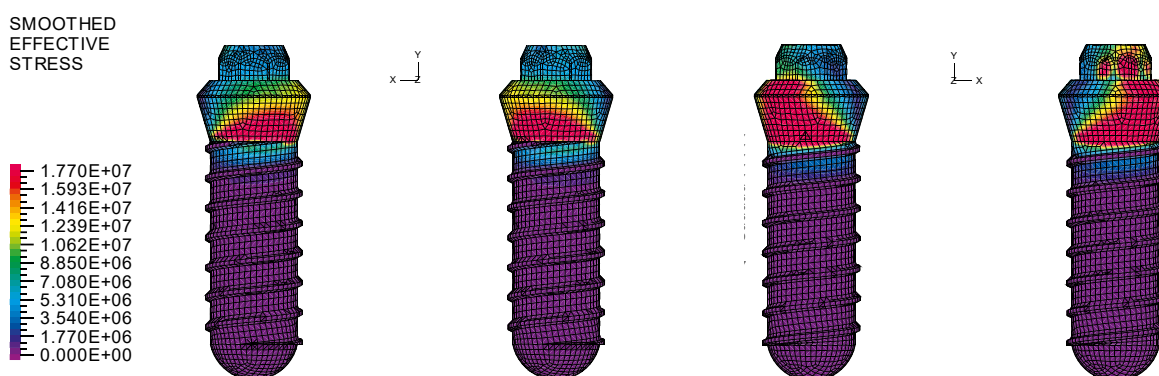 SMOOTHED
EFFECTIVE
STRESS
Y
X Z
Y
Z X
1.770E+07
1.593E+07
1.416E+07
1.239E+07
1.062E+07
8.850E+06
7.080E+06
5.310E+06
3.540E+06
1.770E+06
0.000E+00